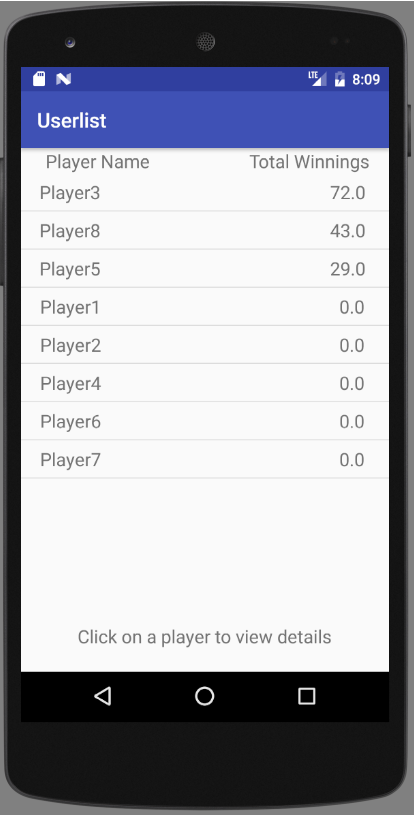 LTE 8:09
Userlist
Player Name Total Winnings
Player3 72.0
Player8 43.0
Player5 29.0
Player1 0.0
Player2 0.0
Player4 0.0
Player6 0.0
Player7 0.0
Click on a player to view details